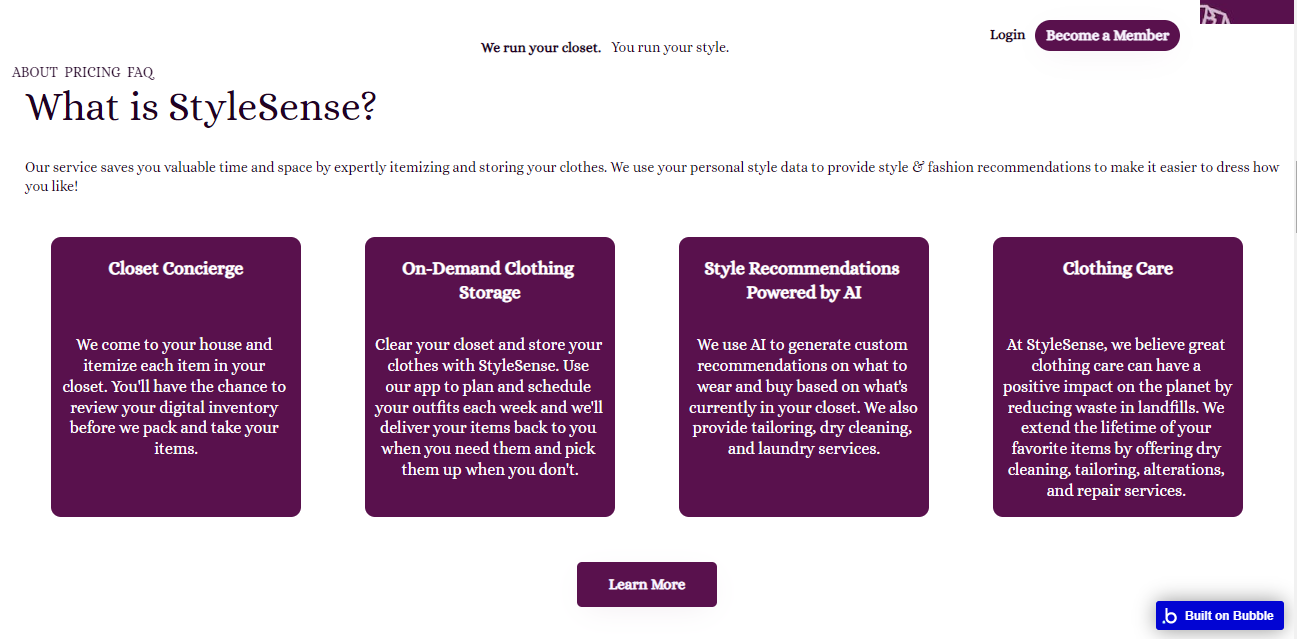 Login
Become a Member
We run your closet. You run your style.
ABOUT PRICING FAQ
What is StyleSense?
Our service saves you valuable time and space by expertly itemizing and storing your clothes. We use your personal style data to provide style & fashion recommendations to make it easier to dress how
you like!
Closet Concierge
We come to your house and
itemize each item in your
closet. You'll have the chance to
review your digital inventory
before we pack and take your
items.
On-Demand Clothing
Storage
Clear your closet and store your
clothes with StyleSense. Use
our app to plan and schedule
your outfits each week and we'll
deliver your items back to you
when you need them and pick
them up when you don't.
Style Recommendations
Powered by AI
We use AI to generate custom
recommendations on what to
wear and buy based on what's
currently in your closet. We also
provide tailoring, dry cleaning,
and laundry services.
Clothing Care
At StyleSense, we believe great
clothing care can have a
positive impact on the planet by
reducing waste in landfills. We
extend the lifetime of your
favorite items by offering dry
cleaning, tailoring, alterations,
and repair services.
Learn More
.b Built on Bubble